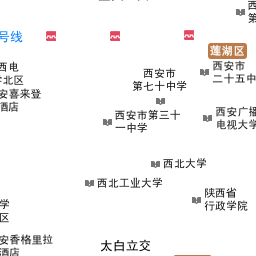 西
第
号线
莲湖区
西电
学北区
安喜来登
酒店
西安市
第七十中学
西安市
二十五中
西安市第三十
一中学
西安广播
电视大学
西北大学
西北工业大学
陕西省
行政学院
学
区
安香格里拉
酒店
太白立交